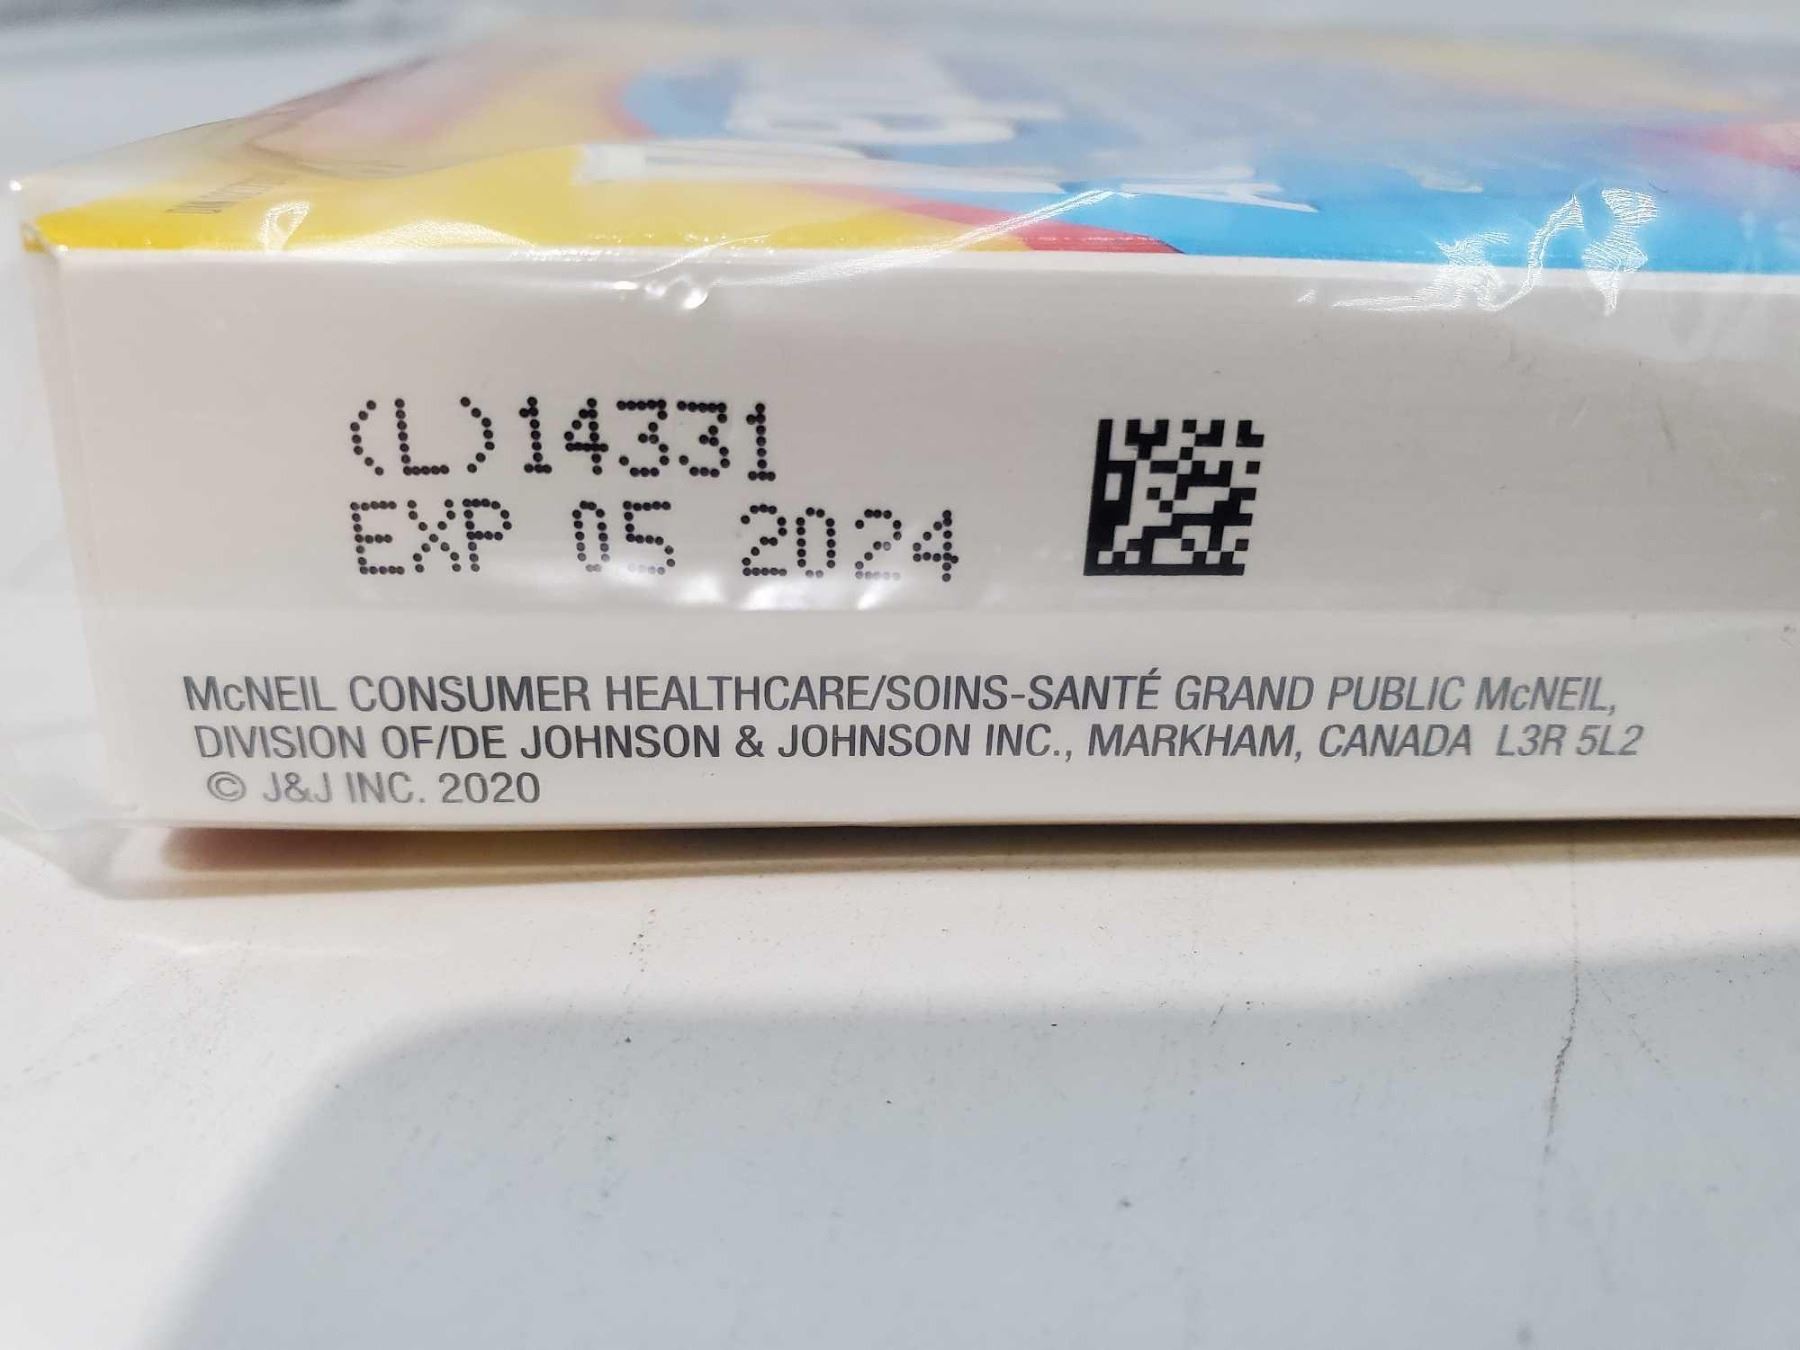 (L)14331
EXP 05 2024
McNEIL CONSUMER HEALTHCARE/SOINS-SANTÉ GRAND PUBLIC McNEIL,
DIVISION OF/DE JOHNSON & JOHNSON INC., MARKHAM, CANADA L3R 5L2
© J&J INC. 2020